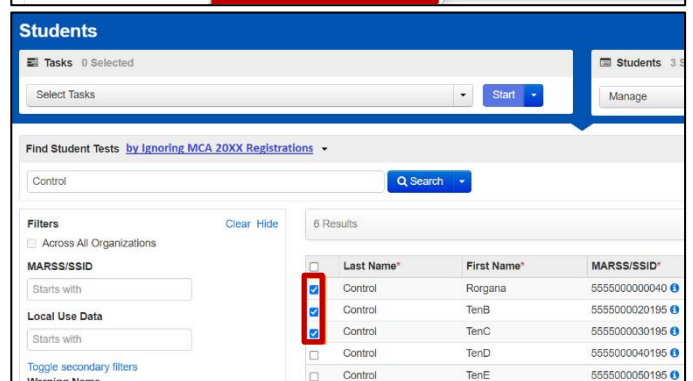 Students
Tasks 0 Selected
Students 3 S
Select Tasks
Start
Manage
Find Student Tests by Ignoring MCA 20XX Registrations
Control
Search
Filters Clear Hide
6 Results
Across All Organizations
MARSS/SSID
Last Name* First Name* MARSS/SSID*
Starts with
Control Rorgana 5555000000040
Local Use Data
Control TenB 5555000020195
Starts with
Control TenC 5555000030195
Control TenD 5555000040195
Toggle secondary filters
Control TenE 5555000050195
Warning Name